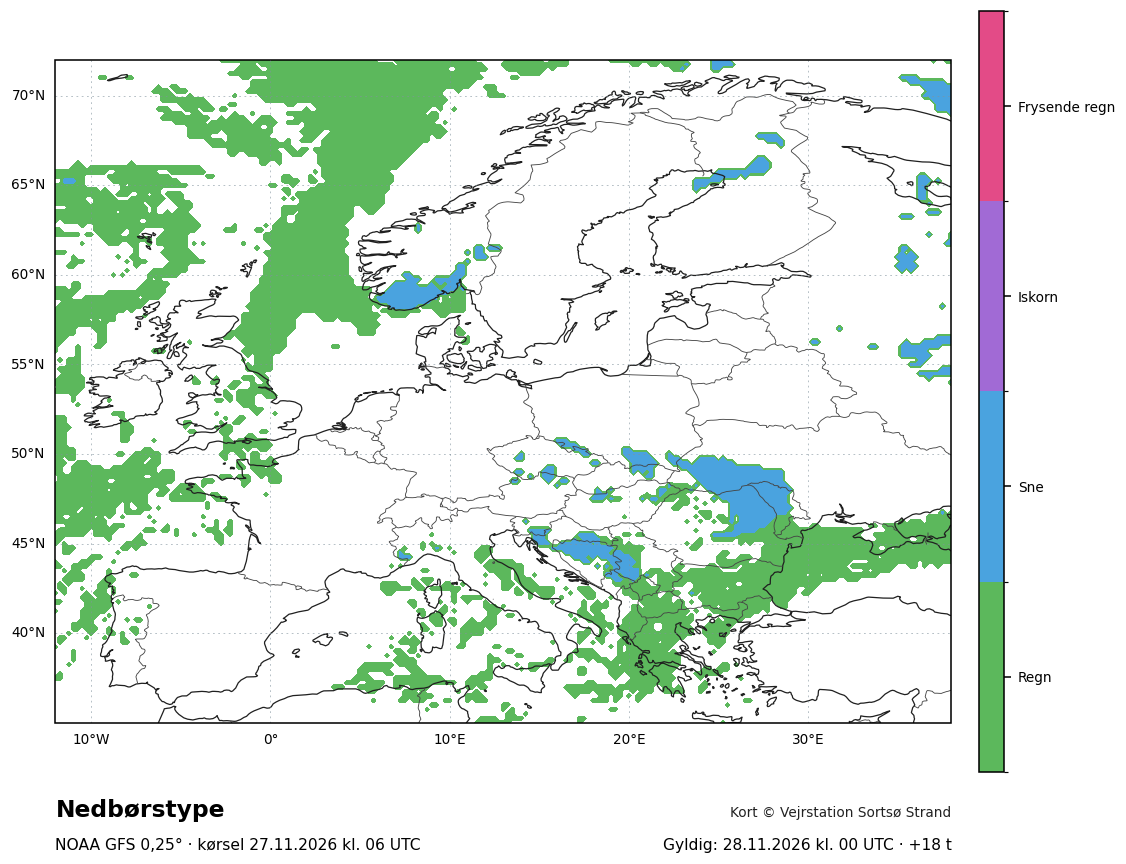 70°N
65°N
60°N
55°N
50°N
45°N
40°N
10°W
0°
10°E
20°E
30°E
Frysende regn
Iskorn
Sne
Regn
Nedbørstype
Kort © Vejrstation Sortsø Strand
NOAA GFS 0,25° · kørsel 27.11.2026 kl. 06 UTC
Gyldig: 28.11.2026 kl. 00 UTC · +18 t